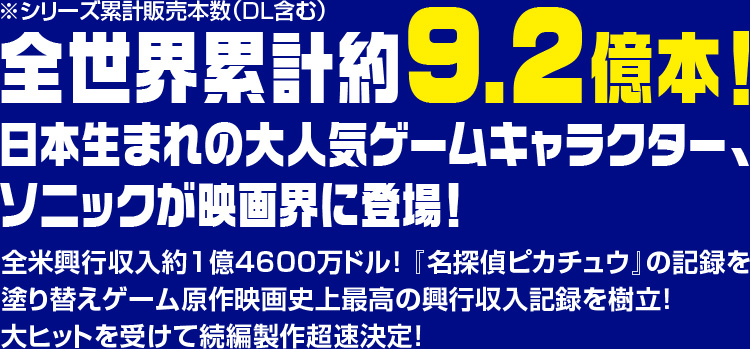 ※シリーズ累計販売本数（DL含む）
全世界累計約9.2億本！
日本生まれの大人気ゲームキャラクター、
ソニックが映画界に登場！
全米興行収入約1億4600万ドル！『名探偵ピカチュウ』の記録を
塗り替えゲーム原作映画史上最高の興行収入記録を樹立！
大ヒットを受けて続編製作超速決定！